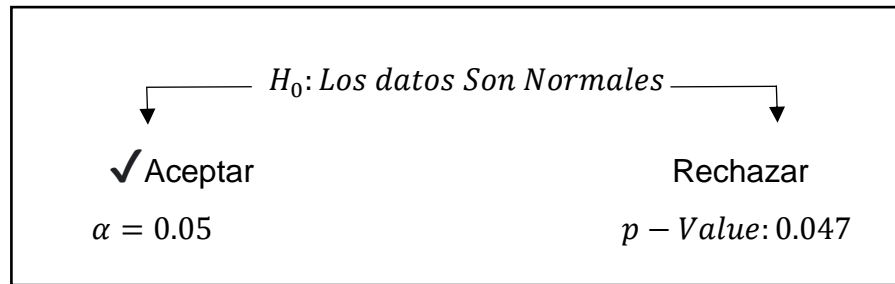 H₀: Los datos Son Normales
✓Aceptar
Rechazar
α = 0.05
p − Value: 0.047